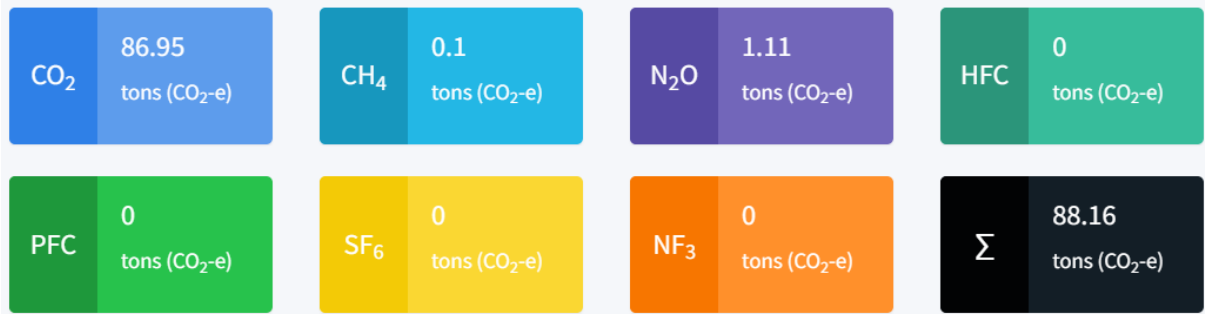 CO₂ 86.95 tons (CO₂-e)
CH₄ 0.1 tons (CO₂-e)
N₂O 1.11 tons (CO₂-e)
HFC 0 tons (CO₂-e)
PFC 0 tons (CO₂-e)
SF₆ 0 tons (CO₂-e)
NF₃ 0 tons (CO₂-e)
Σ 88.16 tons (CO₂-e)